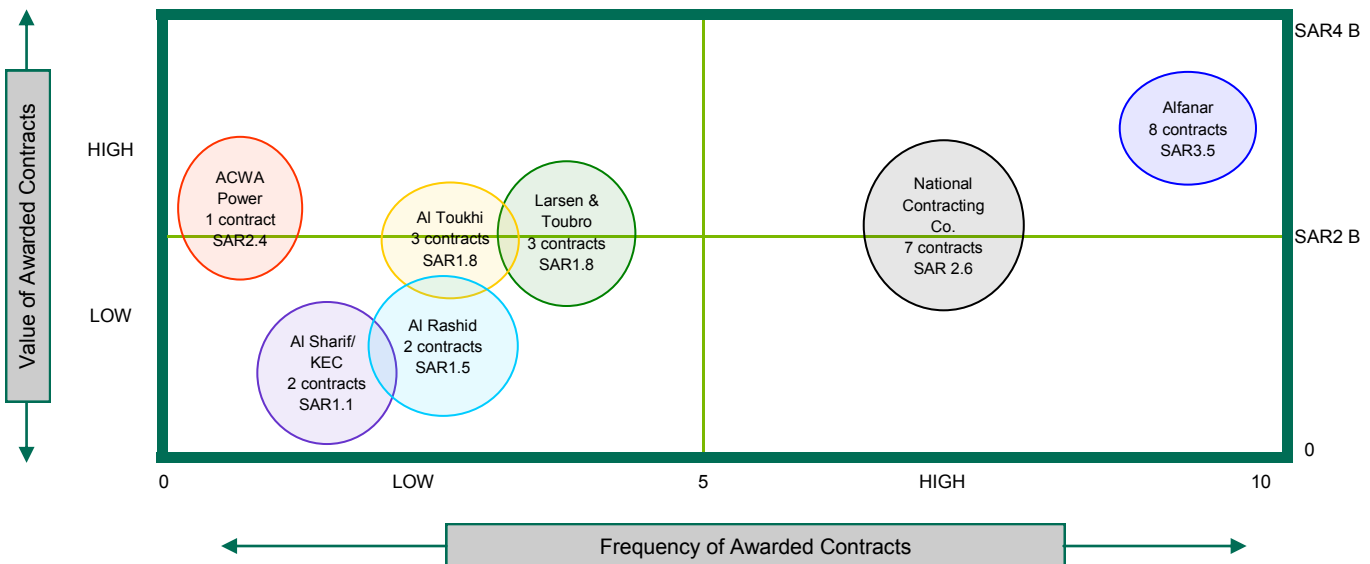 Value of Awarded Contracts
HIGH
LOW
SAR4 B
SAR2 B
0
ACWA
Power
1 contract
SAR2.4
Al Toukhi
3 contracts
SAR1.8
Larsen &
Toubro
3 contracts
SAR1.8
Al Sharif/
KEC
2 contracts
SAR1.1
Al Rashid
2 contracts
SAR1.5
National
Contracting
Co.
7 contracts
SAR 2.6
Alfanar
8 contracts
SAR3.5
0
LOW
5
HIGH
10
Frequency of Awarded Contracts